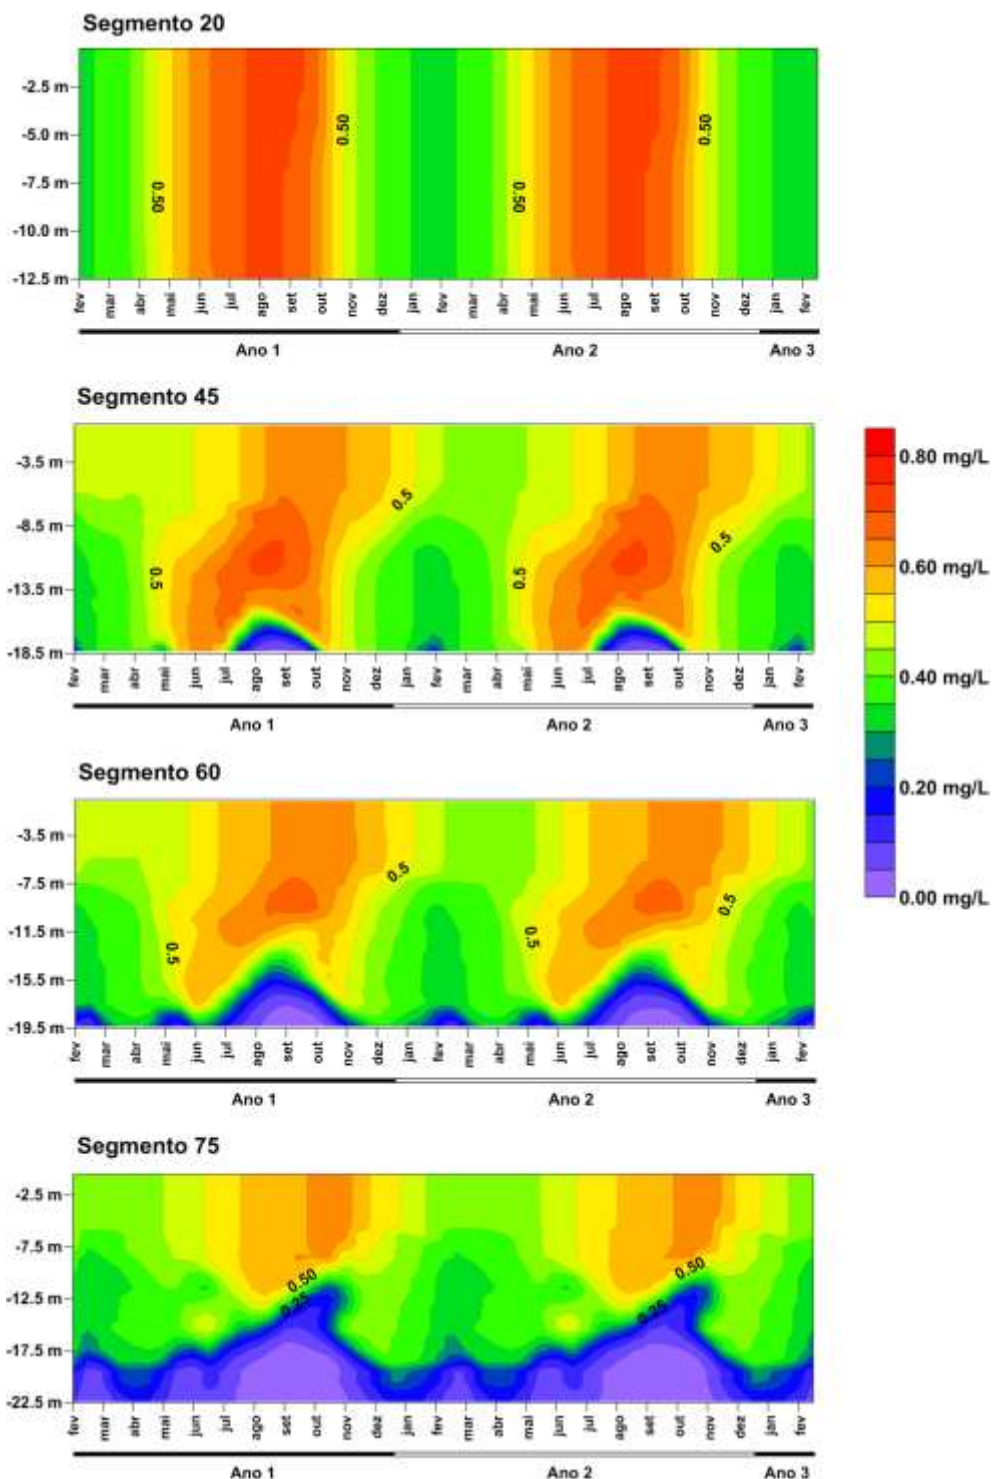 Segmento 20
-2.5 m
-5.0 m
-7.5 m
-10.0 m
-12.5 m
0.50
0.50
0.50
0.50
fev mar abr mai jun jul ago set out nov dez jan fev mar abr mai jun jul ago set out nov dez jan fev
Ano 1 Ano 2 Ano 3
Segmento 45
-3.5 m
-8.5 m
-13.5 m
-18.5 m
0.5
0.5
0.5
0.5
fev mar abr mai jun jul ago set out nov dez jan fev mar abr mai jun jul ago set out nov dez jan fev
Ano 1 Ano 2 Ano 3
0.80 mg/L
0.60 mg/L
0.40 mg/L
0.20 mg/L
0.00 mg/L
Segmento 60
-3.5 m
-7.5 m
-11.5 m
-15.5 m
-19.5 m
0.5
0.5
0.5
0.5
fev mar abr mai jun jul ago set out nov dez jan fev mar abr mai jun jul ago set out nov dez jan fev
Ano 1 Ano 2 Ano 3
Segmento 75
-2.5 m
-7.5 m
-12.5 m
-17.5 m
-22.5 m
0.50
0.25
0.50
0.25
fev mar abr mai jun jul ago set out nov dez jan fev mar abr mai jun jul ago set out nov dez jan fev
Ano 1 Ano 2 Ano 3